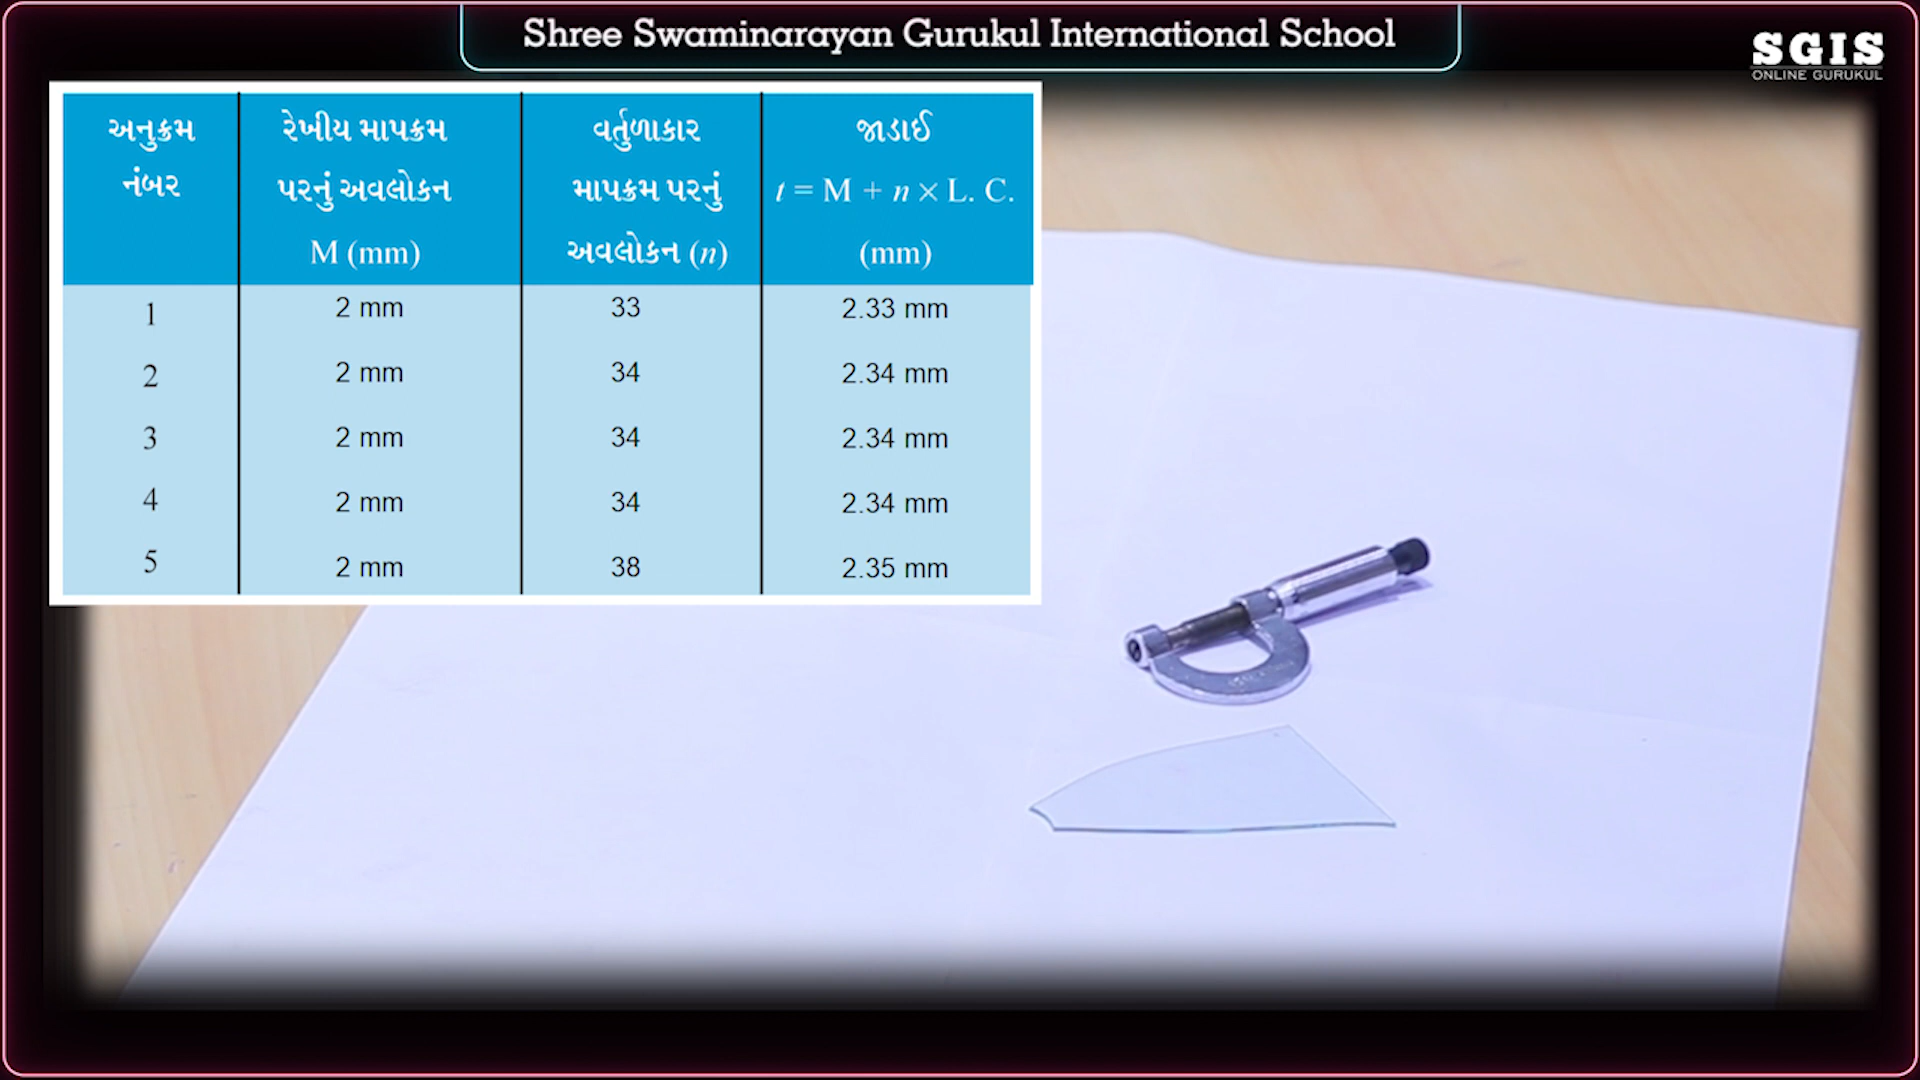 Shree Swaminarayan Gurukul International School
SGIS
ONLINE GURUKUL
અનુક્રમ નંબર
રેખીય માપક્રમ પરનું અવલોકન M (mm)
વર્તુળાકાર માપક્રમ પરનું અવલોકન (n)
જાડાઈ t = M + n × L. C. (mm)
1 2 mm 33 2.33 mm
2 2 mm 34 2.34 mm
3 2 mm 34 2.34 mm
4 2 mm 34 2.34 mm
5 2 mm 38 2.35 mm